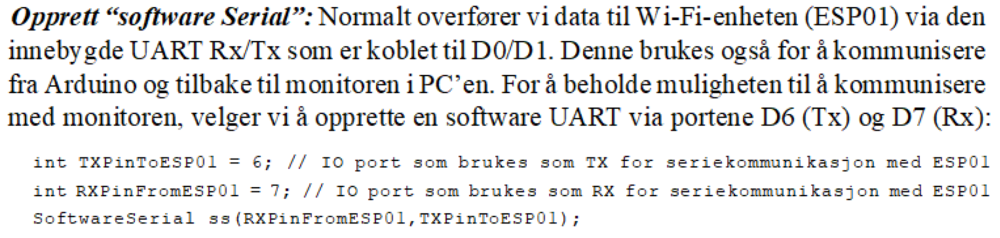 Opprett “software Serial”: Normalt overfører vi data til Wi-Fi-enheten (ESP01) via den
innebygde UART Rx/Tx som er koblet til D0/D1. Denne brukes også for å kommunisere
fra Arduino og tilbake til monitoren i PC’en. For å beholde muligheten til å kommunisere
med monitoren, velger vi å opprette en software UART via portene D6 (Tx) og D7 (Rx):
int TXPinToESP01 = 6; // IO port som brukes som TX for seriekommunikasjon med ESP01
int RXPinFromESP01 = 7; // IO port som brukes som RX for seriekommunikasjon med ESP01
SoftwareSerial ss(RXPinFromESP01,TXPinToESP01);